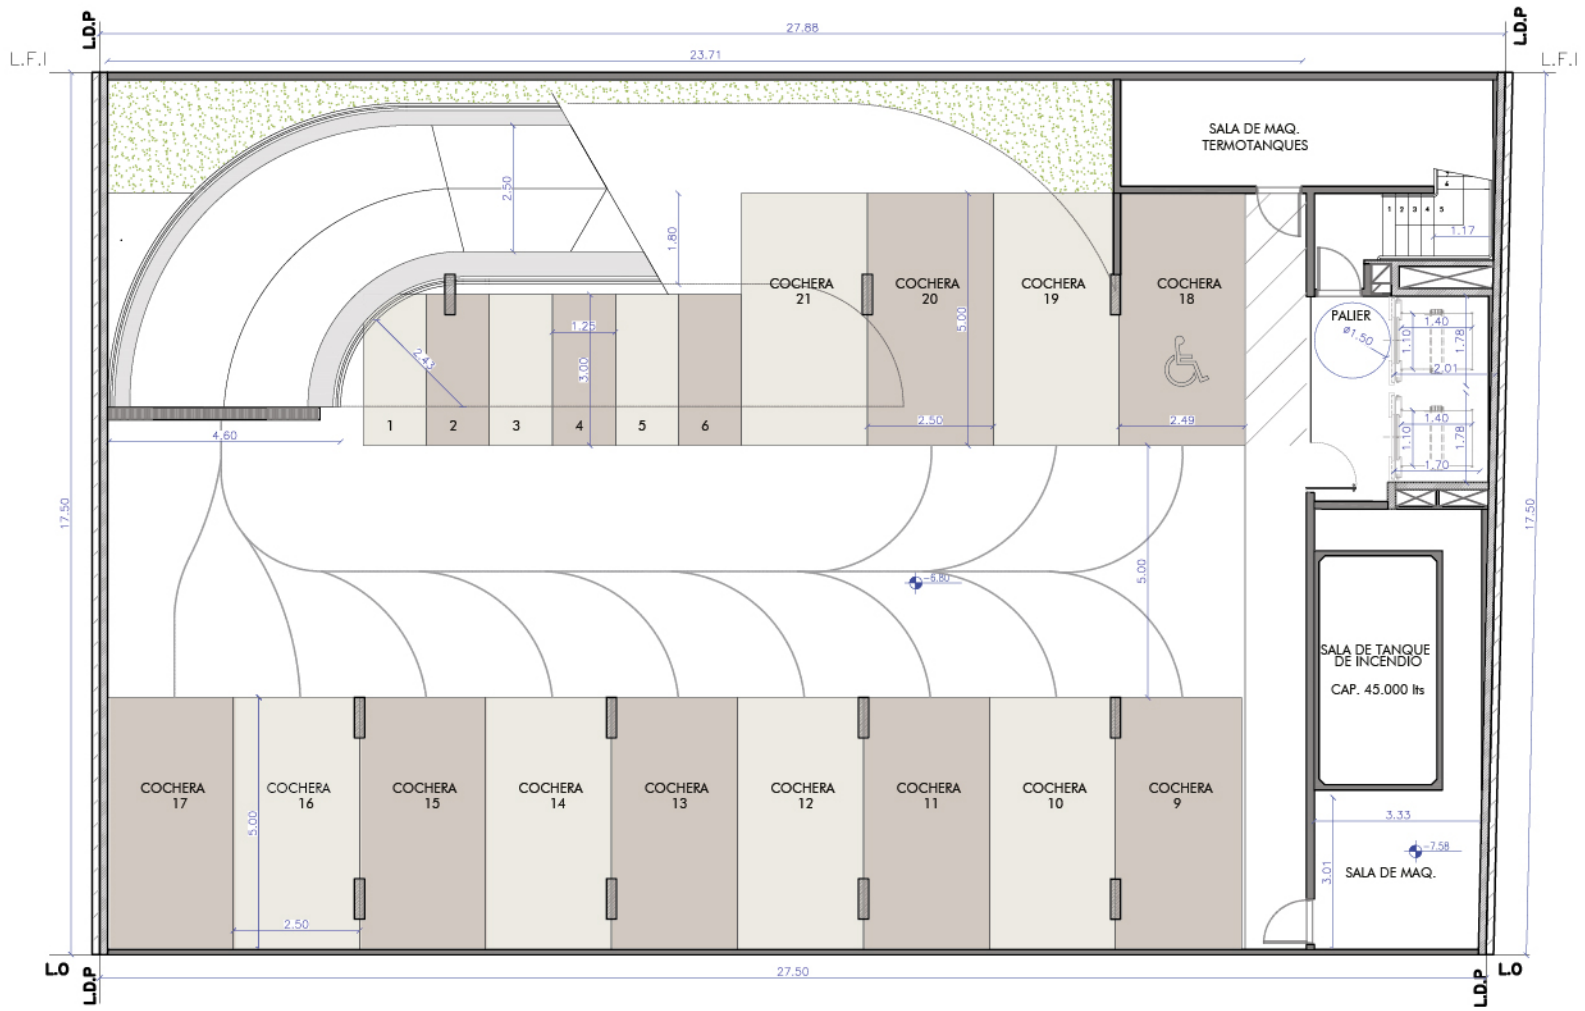 L.D.P
27.88
L.D.P
L.F.I
23.71
L.F.I
SALA DE MAQ.
TERMOTANQUES
2.50
1.80
1 2 3 4 5
6
1.17
COCHERA
21
COCHERA
20
COCHERA
19
COCHERA
18
5.00
1.25
3.00
2.43
PALIER
ø1.50
1.10
1.40
1.78
2.01
1.10
1.40
1.78
1.70
1
2
3
4
5
6
2.50
2.49
4.60
17.50
17.50
5.00
-6.80
SALA DE TANQUE
DE INCENDIO
CAP. 45.000 lts
COCHERA
17
COCHERA
16
COCHERA
15
COCHERA
14
COCHERA
13
COCHERA
12
COCHERA
11
COCHERA
10
COCHERA
9
5.00
2.50
3.33
-7.58
3.01
SALA DE MAQ.
L.O
L.D.P
27.50
L.D.P
L.O